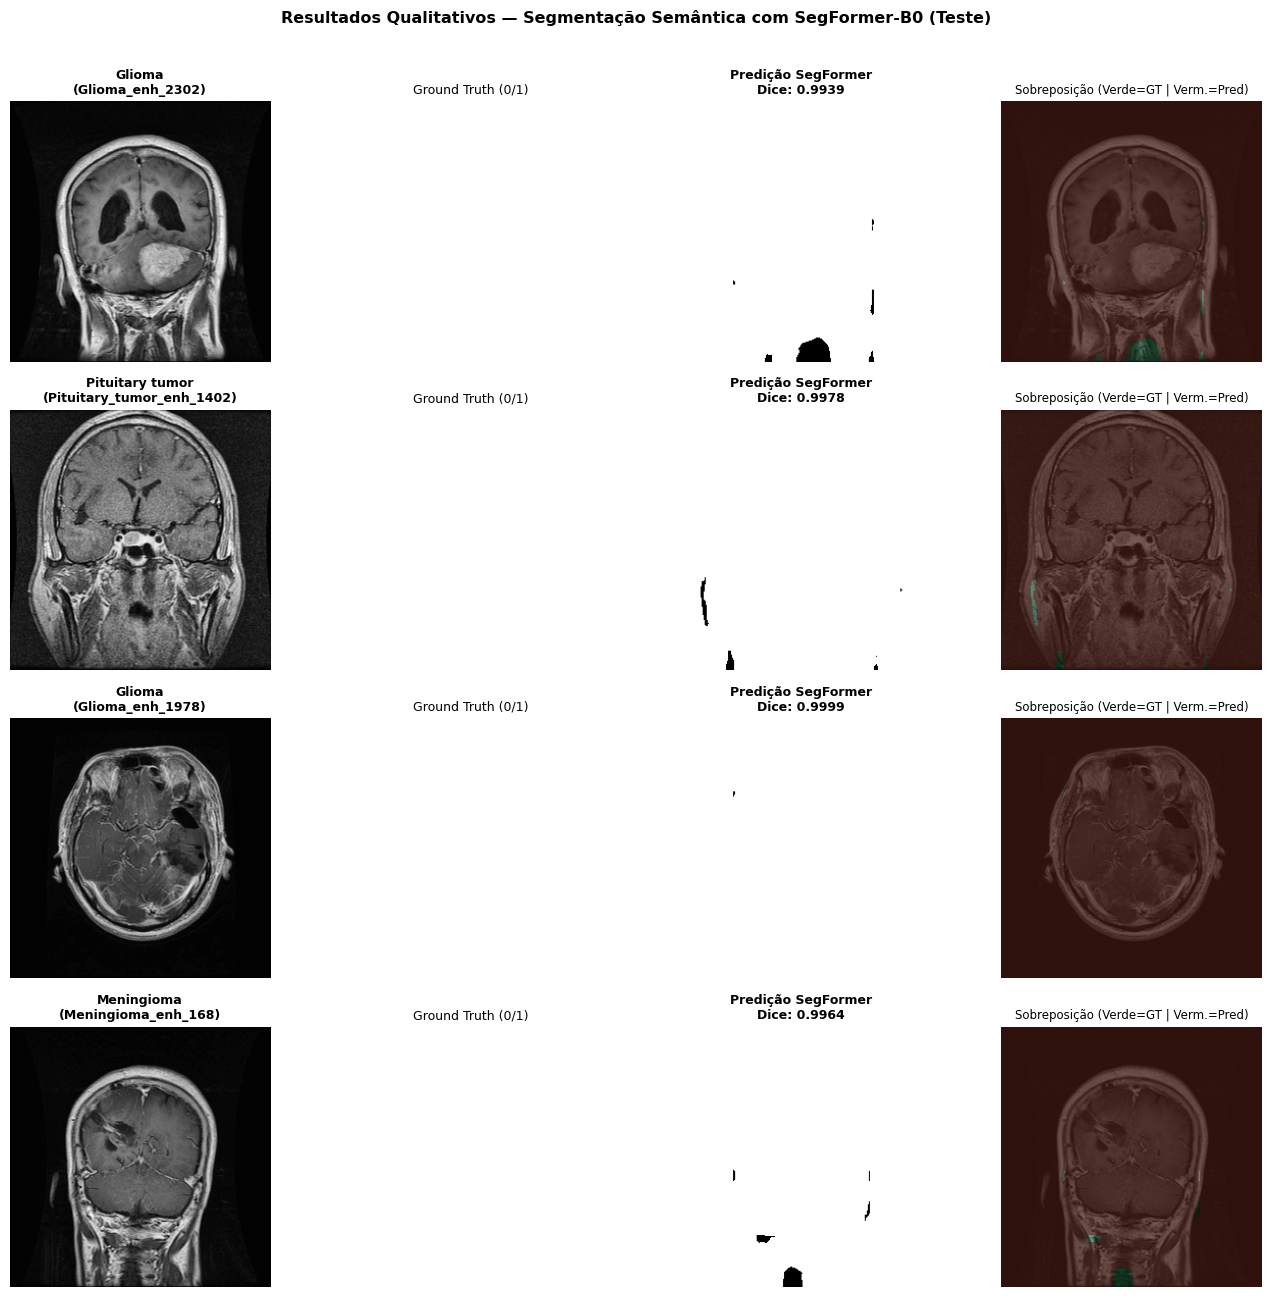 Resultados Qualitativos — Segmentação Semântica com SegFormer-B0 (Teste)
Glioma
(Glioma_enh_2302)
Ground Truth (0/1)
Predição SegFormer
Dice: 0.9939
Sobreposição (Verde=GT | Verm.=Pred)
Pituitary tumor
(Pituitary_tumor_enh_1402)
Ground Truth (0/1)
Predição SegFormer
Dice: 0.9978
Sobreposição (Verde=GT | Verm.=Pred)
Glioma
(Glioma_enh_1978)
Ground Truth (0/1)
Predição SegFormer
Dice: 0.9999
Sobreposição (Verde=GT | Verm.=Pred)
Meningioma
(Meningioma_enh_168)
Ground Truth (0/1)
Predição SegFormer
Dice: 0.9964
Sobreposição (Verde=GT | Verm.=Pred)